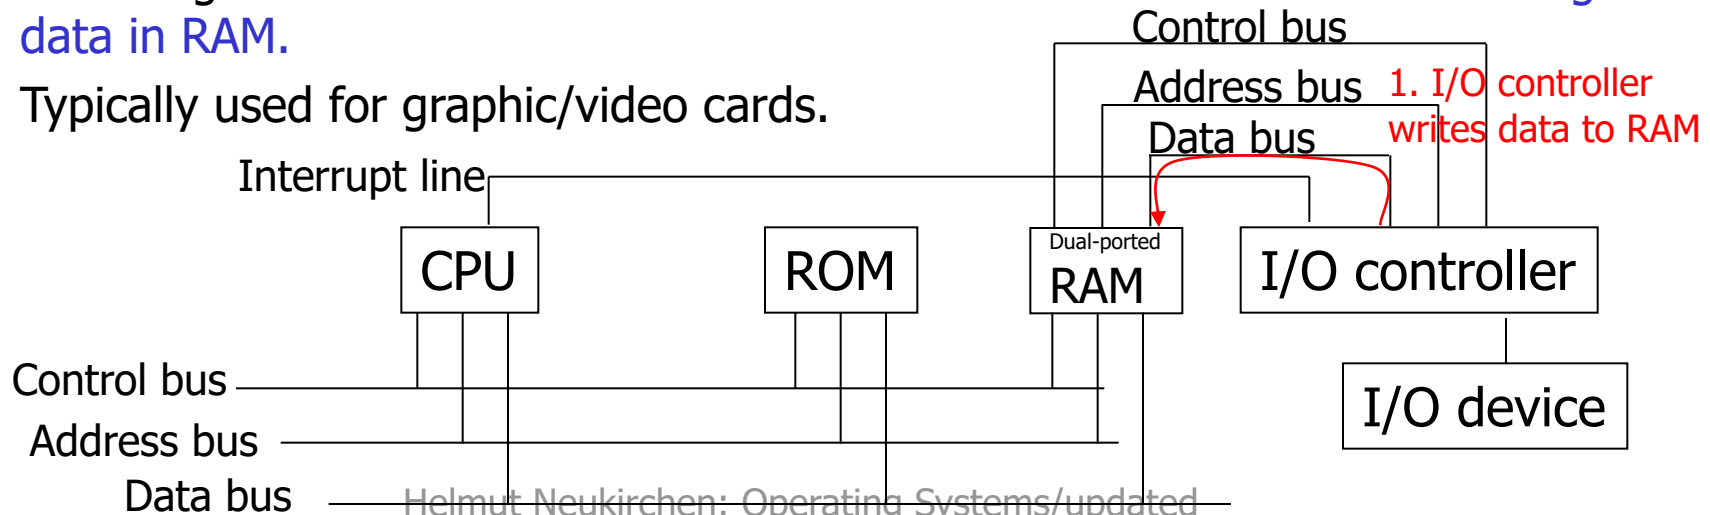 data in RAM.
Typically used for graphic/video cards.
Control bus
Address bus
1. I/O controller
writes data to RAM
Data bus
Interrupt line
CPU
ROM
Dual-ported
RAM
I/O controller
Control bus
I/O device
Address bus
Data bus
Helmut Neukirchen: Operating Systems/updated